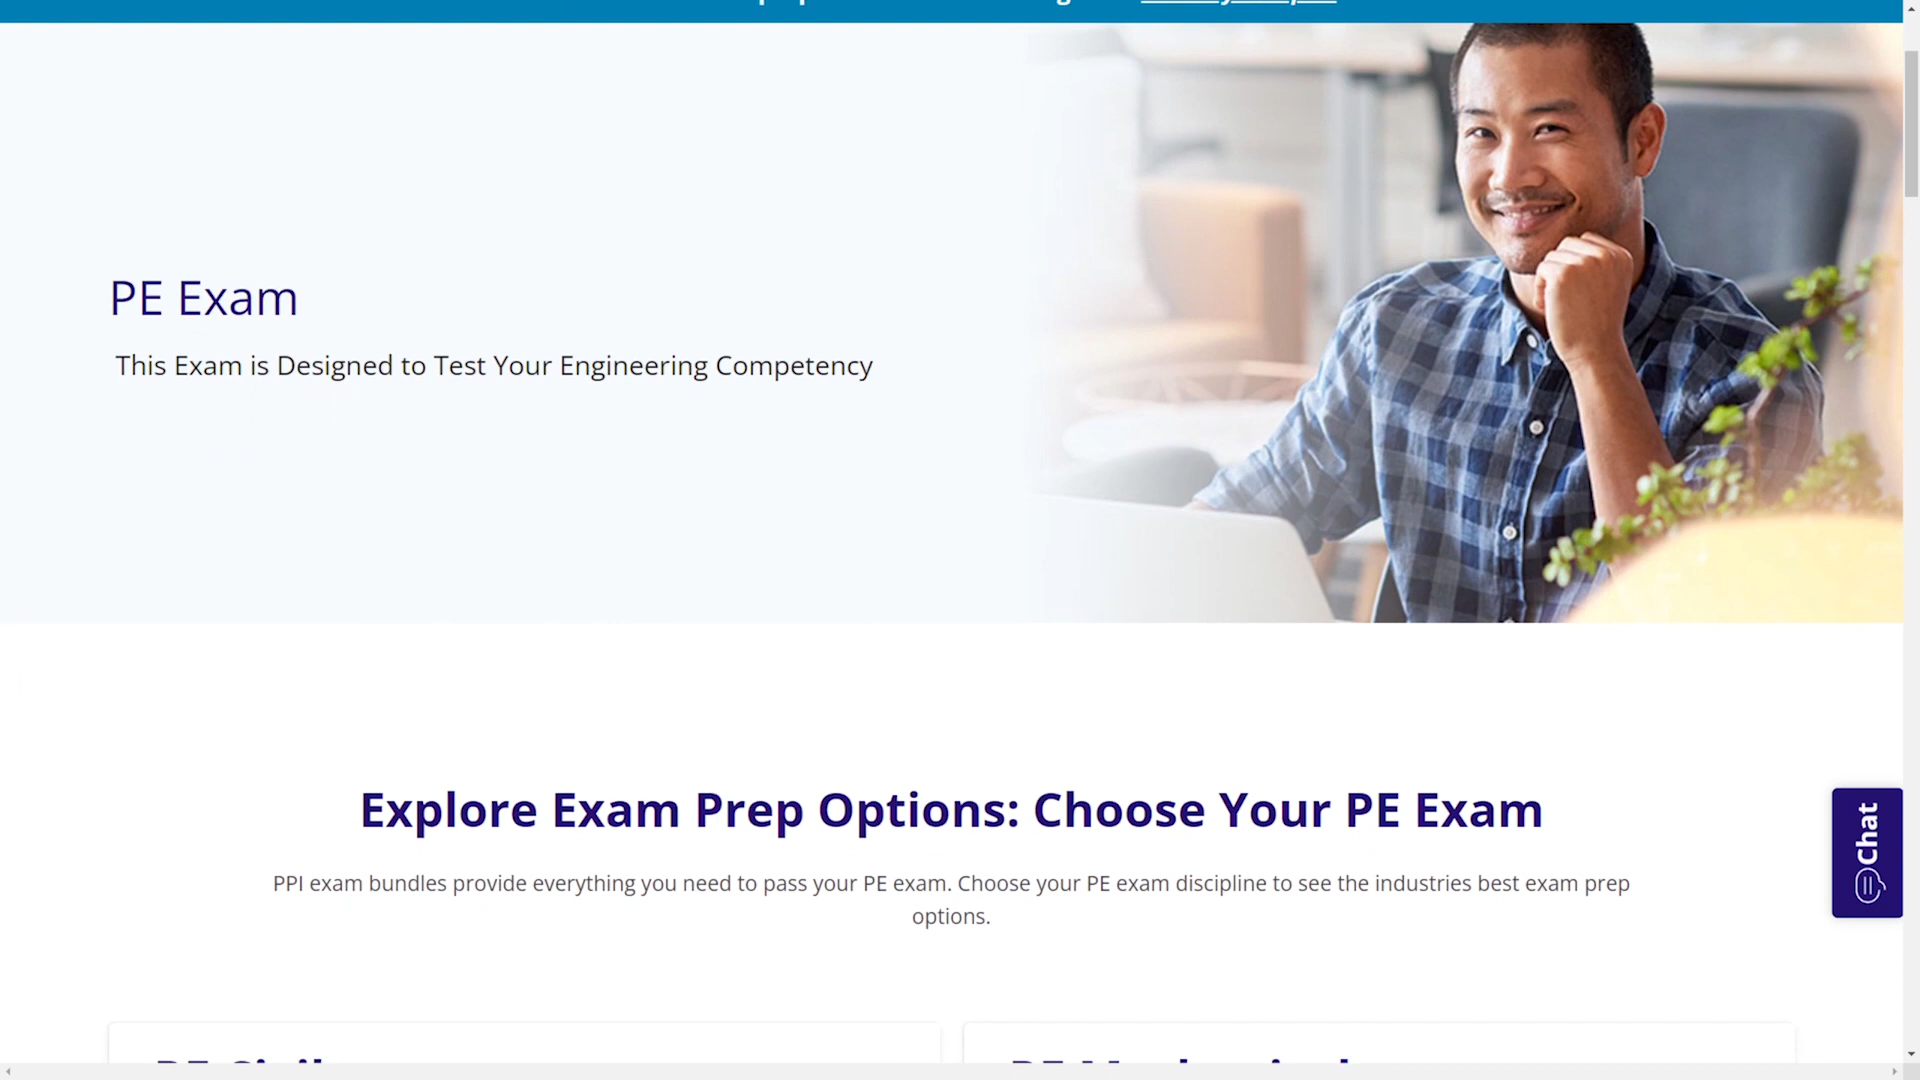 PE Exam
This Exam is Designed to Test Your Engineering Competency
Explore Exam Prep Options: Choose Your PE Exam
PPI exam bundles provide everything you need to pass your PE exam. Choose your PE exam discipline to see the industries best exam prep
options.
Chat